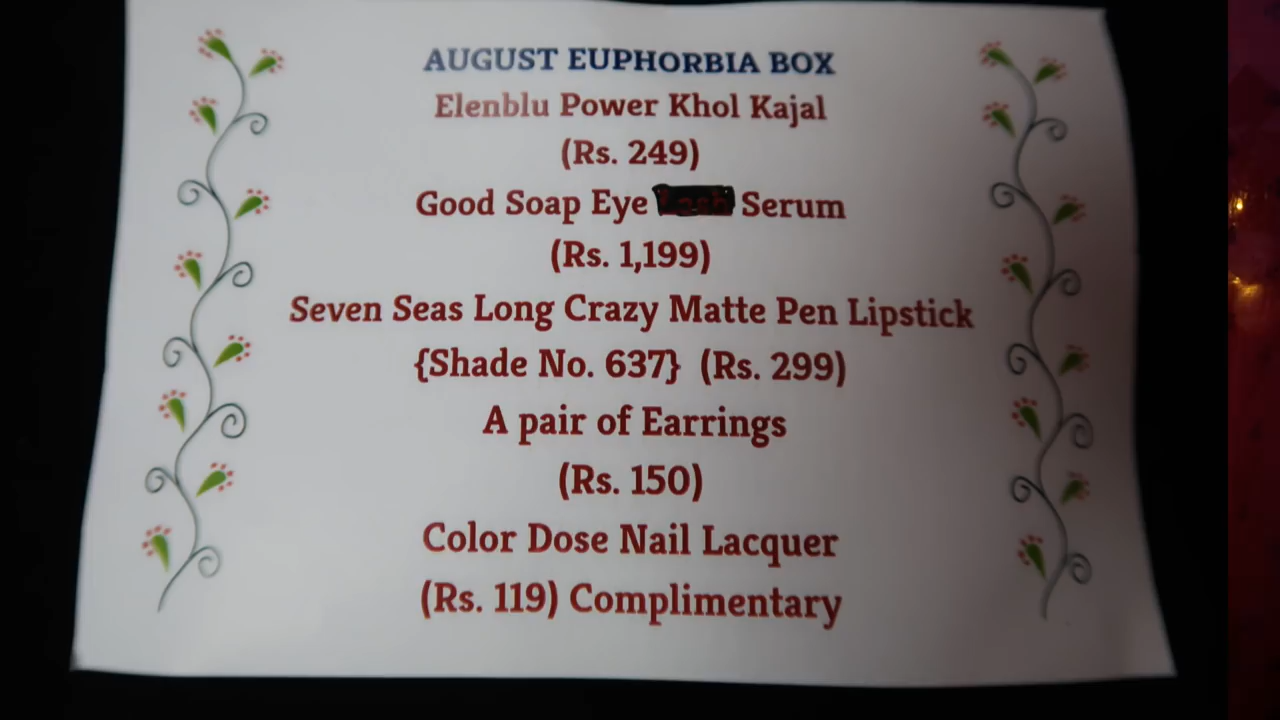 AUGUST EUPHORBIA BOX
Elenblu Power Khol Kajal
(Rs. 249)
Good Soap Eye Serum
(Rs. 1,199)
Seven Seas Long Crazy Matte Pen Lipstick
{Shade No. 637} (Rs. 299)
A pair of Earrings
(Rs. 150)
Color Dose Nail Lacquer
(Rs. 119) Complimentary